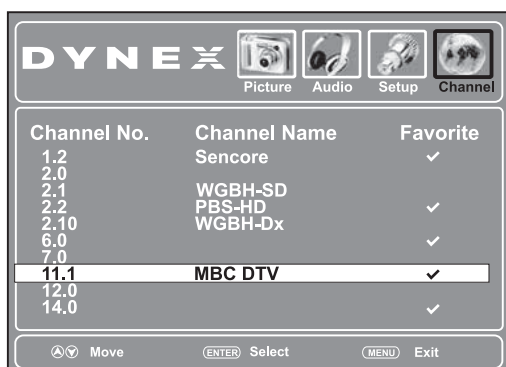 DYNEX
Picture Audio Setup Channel
Channel No. Channel Name Favorite
1.2 Sencore ✓
2.0
2.1 WGBH-SD
2.2 PBS-HD ✓
2.10 WGBH-Dx
6.0 ✓
7.0
11.1 MBC DTV ✓
12.0
14.0 ✓
Move ENTER Select MENU Exit